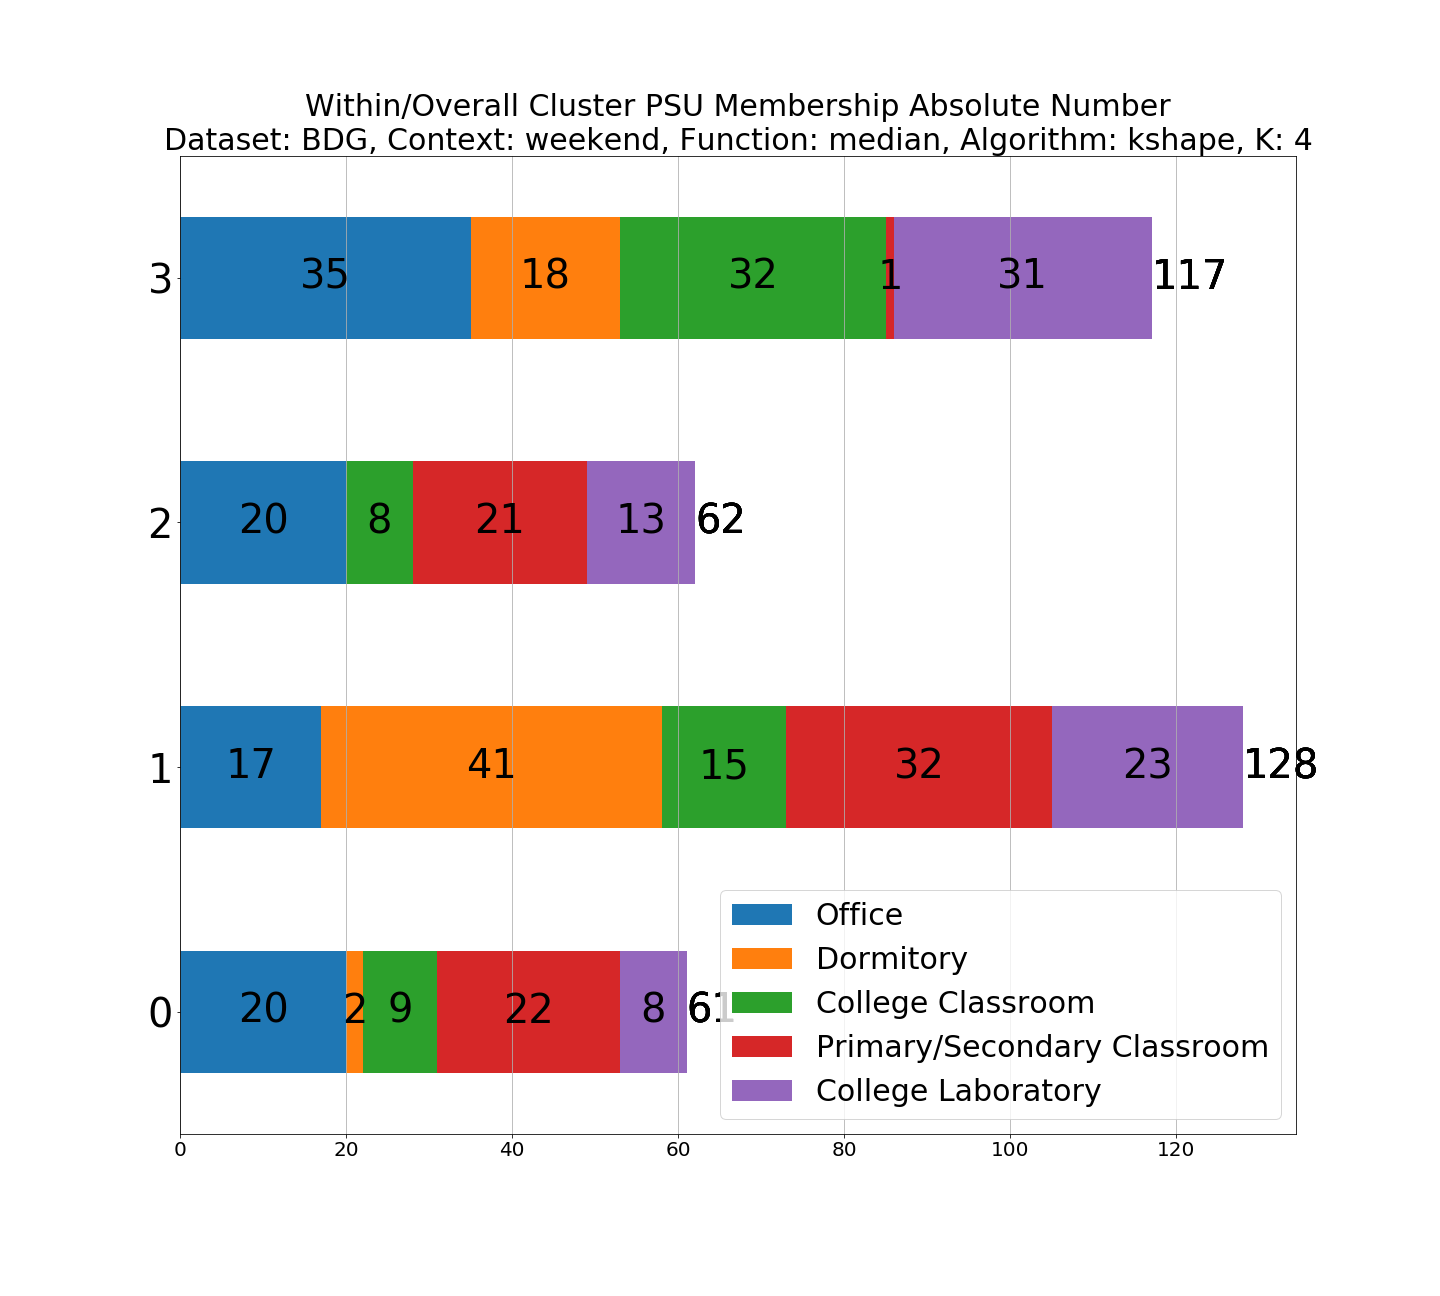 Within/Overall Cluster PSU Membership Absolute Number
Dataset: BDG, Context: weekend, Function: median, Algorithm: kshape, K: 4
3 35 18 32 1 31 117
2 20 8 21 13 62
1 17 41 15 32 23 128
0 20 2 9 22 8 61
Office
Dormitory
College Classroom
Primary/Secondary Classroom
College Laboratory
0 20 40 60 80 100 120